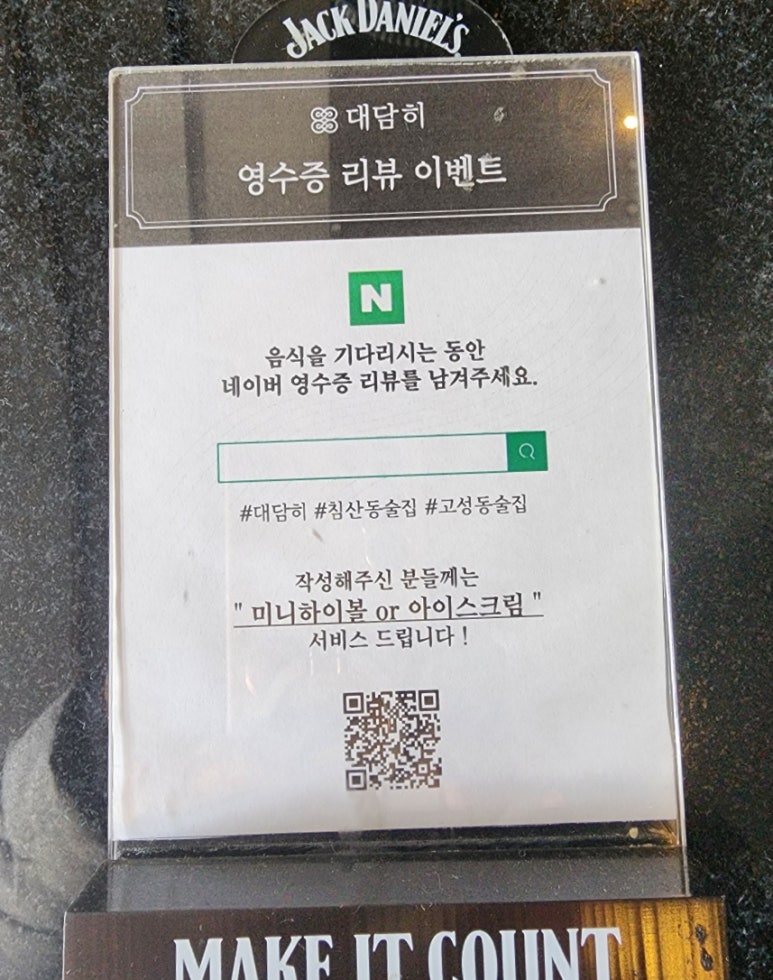 JACK DANIEL'S
대담히
영수증 리뷰 이벤트
N
음식을 기다리시는 동안
네이버 영수증 리뷰를 남겨주세요.
#대담히 #침산동술집 #고성동술집
작성해주신 분들께는
" 미니하이볼 or 아이스크림 "
서비스 드립니다 !
MAKE IT COUNT